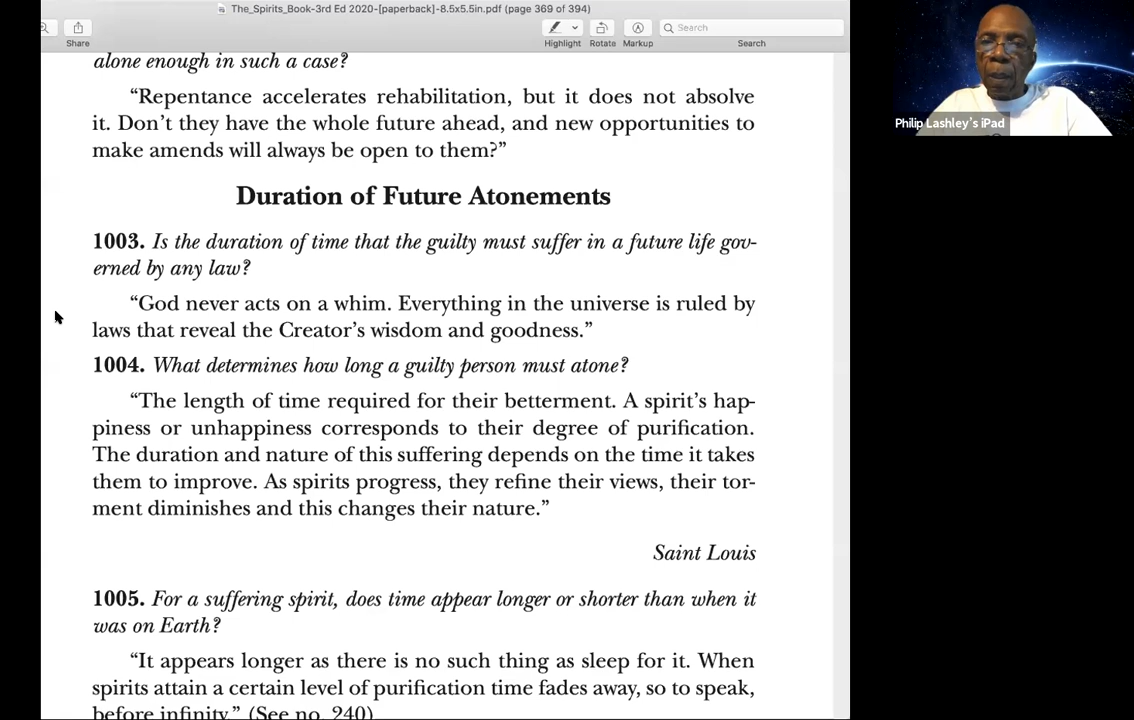 The_Spirits_Book-3rd Ed 2020-[paperback]-8.5x5.5in.pdf (page 369 of 394)
Share
Highlight
Rotate
Markup
Search
Search
alone enough in such a case?
“Repentance accelerates rehabilitation, but it does not absolve
it. Don’t they have the whole future ahead, and new opportunities to
make amends will always be open to them?”
Duration of Future Atonements
1003. Is the duration of time that the guilty must suffer in a future life gov-
erned by any law?
“God never acts on a whim. Everything in the universe is ruled by
laws that reveal the Creator’s wisdom and goodness.”
1004. What determines how long a guilty person must atone?
“The length of time required for their betterment. A spirit’s hap-
piness or unhappiness corresponds to their degree of purification.
The duration and nature of this suffering depends on the time it takes
them to improve. As spirits progress, they refine their views, their tor-
ment diminishes and this changes their nature.”
Saint Louis
1005. For a suffering spirit, does time appear longer or shorter than when it
was on Earth?
“It appears longer as there is no such thing as sleep for it. When
spirits attain a certain level of purification time fades away, so to speak,
before infinity.” (See no. 240)
Philip Lashley’s iPad